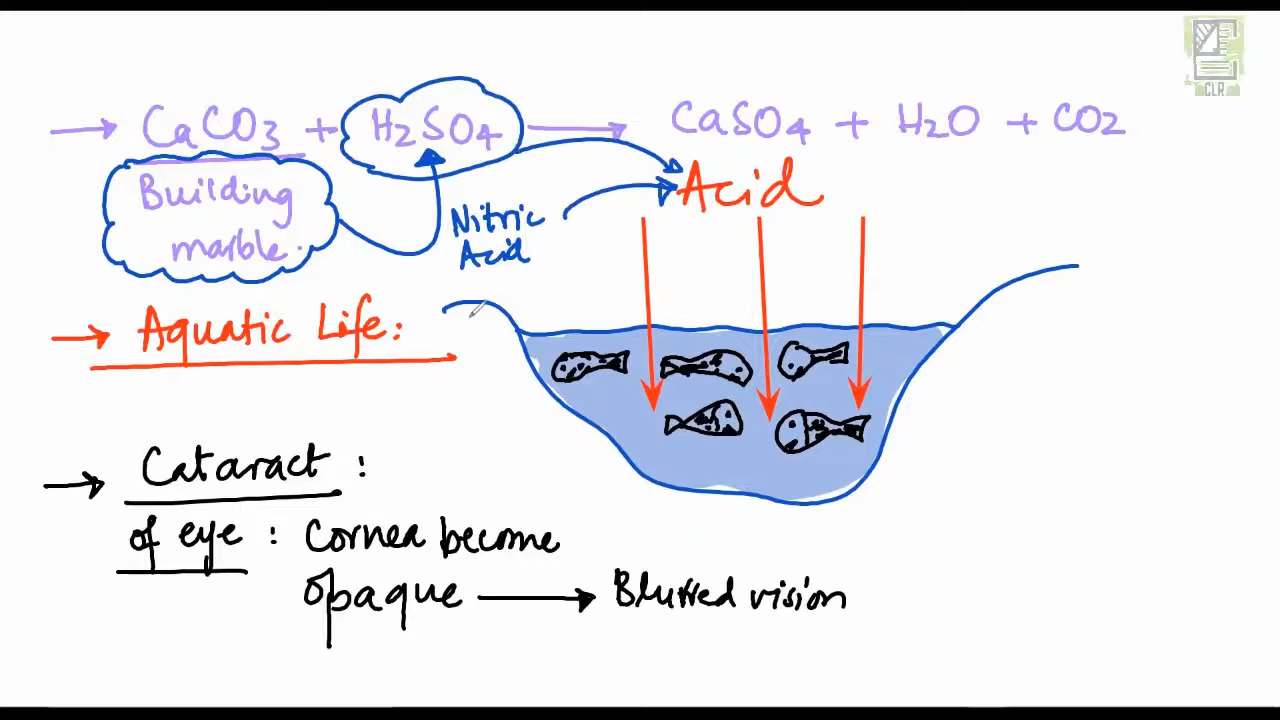 CLR
→ CaCO3 + H2SO4 → CaSO4 + H2O + CO2
Building
marble.
Nitric
Acid
Acid
→ Aquatic Life:
→ Cataract :
of eye : Cornea become
Opaque → Blurred vision